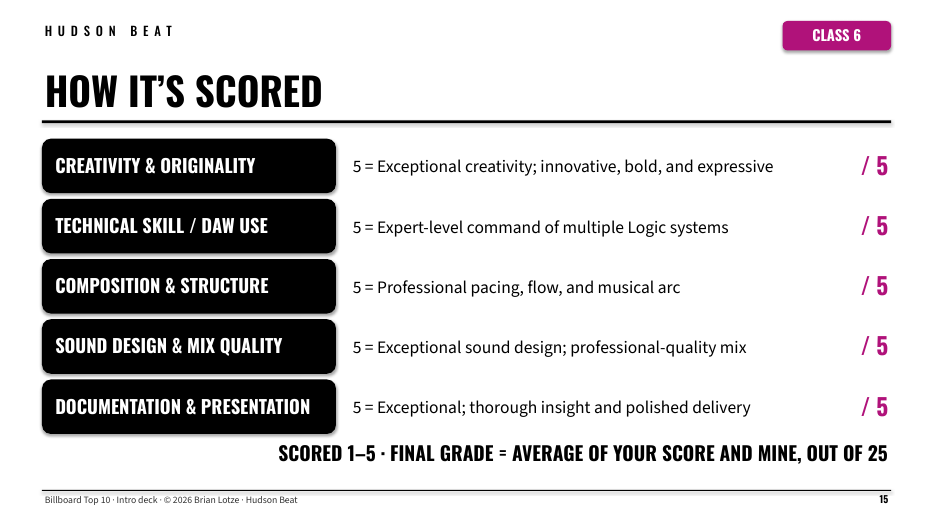 HUDSON BEAT
CLASS 6
HOW IT’S SCORED
CREATIVITY & ORIGINALITY
5 = Exceptional creativity; innovative, bold, and expressive
/ 5
TECHNICAL SKILL / DAW USE
5 = Expert-level command of multiple Logic systems
/ 5
COMPOSITION & STRUCTURE
5 = Professional pacing, flow, and musical arc
/ 5
SOUND DESIGN & MIX QUALITY
5 = Exceptional sound design; professional-quality mix
/ 5
DOCUMENTATION & PRESENTATION
5 = Exceptional; thorough insight and polished delivery
/ 5
SCORED 1–5 · FINAL GRADE = AVERAGE OF YOUR SCORE AND MINE, OUT OF 25
Billboard Top 10 · Intro deck · © 2026 Brian Lotze · Hudson Beat
15